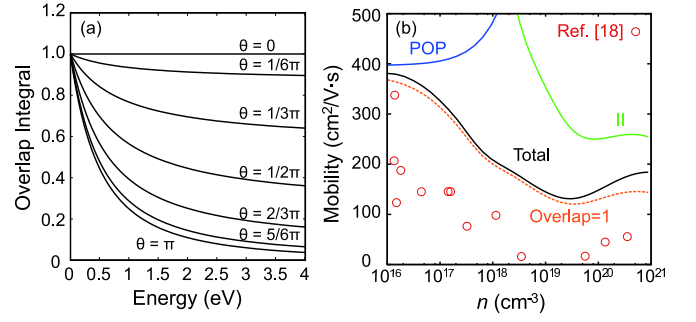 (a)
Overlap Integral
1.2
1.0
0.8
0.6
0.4
0.2
0
θ = 0
θ = 1/6π
θ = 1/3π
θ = 1/2π
θ = 2/3π
θ = 5/6π
θ = π
0 0.5 1 1.5 2 2.5 3 3.5 4
Energy (eV)
(b)
Mobility (cm²/V·s)
500
400
300
200
100
0
POP
Ref. [18]
II
Total
Overlap=1
10¹⁶ 10¹⁷ 10¹⁸ 10¹⁹ 10²⁰ 10²¹
n (cm⁻³)